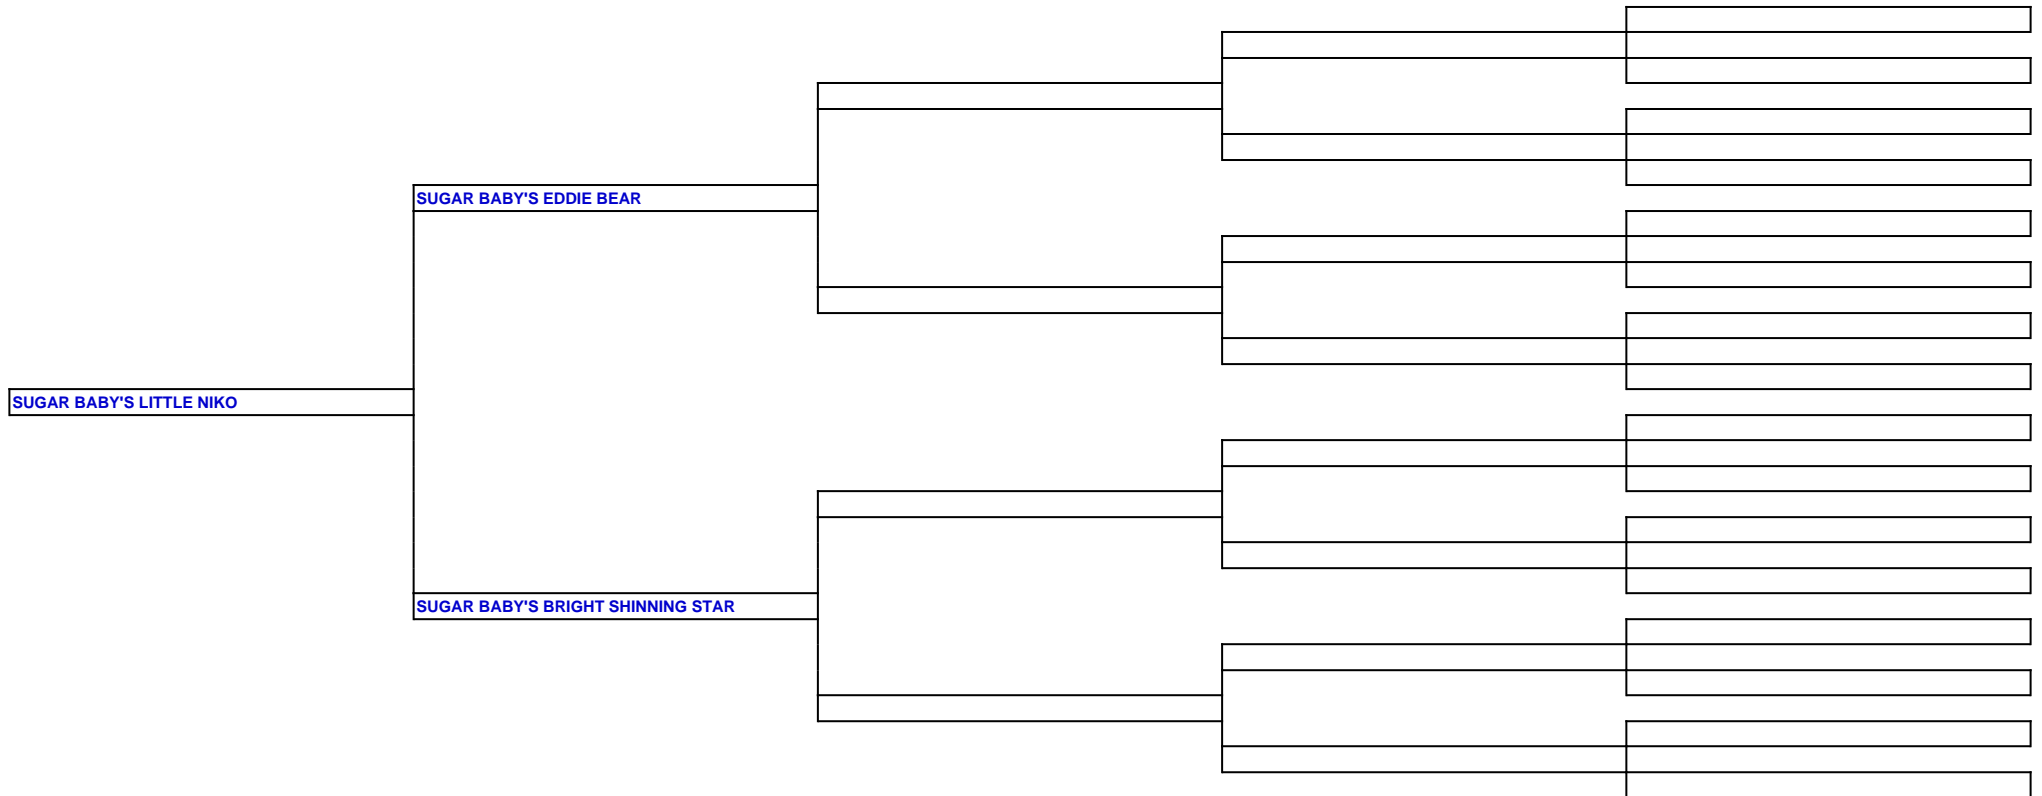 SUGAR BABY'S EDDIE BEAR
SUGAR BABY'S LITTLE NIKO
SUGAR BABY'S BRIGHT SHINNING STAR